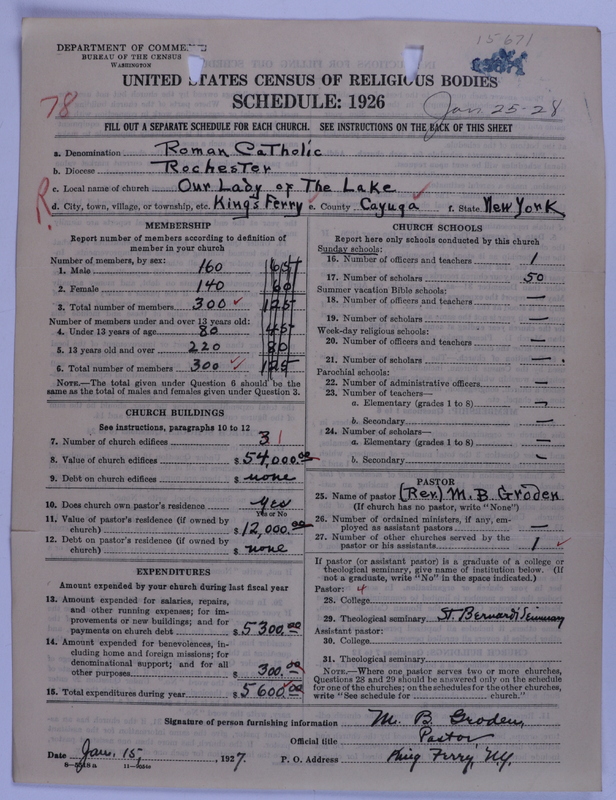 15671
DEPARTMENT OF COMMERCE
BUREAU OF THE CENSUS
WASHINGTON
UNITED STATES CENSUS OF RELIGIOUS BODIES
SCHEDULE: 1926
78
Jan. 25-28
FILL OUT A SEPARATE SCHEDULE FOR EACH CHURCH. SEE INSTRUCTIONS ON THE BACK OF THIS SHEET
a. Denomination Roman Catholic
b. Diocese Rochester
c. Local name of church Our Lady of The Lake
R.
d. City, town, village, or township, etc. King's Ferry e. County Cayuga f. State New York
MEMBERSHIP
Report number of members according to definition of member in your church
Number of members, by sex:
1. Male 160 65
2. Female 140 60
3. Total number of members 300 125
Number of members under and over 13 years old:
4. Under 13 years of age 80 45
5. 13 years old and over 220 80
6. Total number of members 300 125
NOTE.—The total given under Question 6 should be the same as the total of males and females given under Question 3.
CHURCH BUILDINGS
See instructions, paragraphs 10 to 12
7. Number of church edifices 3 1
8. Value of church edifices $ 54,000.00
9. Debt on church edifices $ none
10. Does church own pastor's residence Yes
Yes or No
11. Value of pastor's residence (if owned by church) $ 12,000.00
12. Debt on pastor's residence (if owned by church) $ none
EXPENDITURES
Amount expended by your church during last fiscal year
13. Amount expended for salaries, repairs, and other running expenses; for improvements or new buildings; and for payments on church debt $ 5300.00
14. Amount expended for benevolences, including home and foreign missions; for denominational support; and for all other purposes $ 300.00
15. Total expenditures during year $ 5600.00
CHURCH SCHOOLS
Report here only schools conducted by this church
Sunday schools:
16. Number of officers and teachers 1
17. Number of scholars 50
Summer vacation Bible schools:
18. Number of officers and teachers —
19. Number of scholars —
Week-day religious schools:
20. Number of officers and teachers —
21. Number of scholars —
Parochial schools:
22. Number of administrative officers —
23. Number of teachers—
a. Elementary (grades 1 to 8) —
b. Secondary —
24. Number of scholars—
a. Elementary (grades 1 to 8) —
b. Secondary —
PASTOR
25. Name of pastor (Rev) M. B. Groden
(If church has no pastor, write "None")
26. Number of ordained ministers, if any, employed as assistant pastors —
27. Number of other churches served by the pastor or his assistants 1
If pastor (or assistant pastor) is a graduate of a college or theological seminary, give name of institution below. (If not a graduate, write "No" in the space indicated.)
Pastor: 4
28. College
29. Theological seminary St. Bernard's Seminary
Assistant pastor:
30. College
31. Theological seminary
NOTE.—Where one pastor serves two or more churches, Questions 28 and 29 should be answered only on the schedule for one of the churches; on the schedules for the other churches, write "See schedule for ........ church."
Signature of person furnishing information M. B. Groden,
Official title Pastor,
Date Jan. 15, 1927. P. O. Address King Ferry, N.Y.